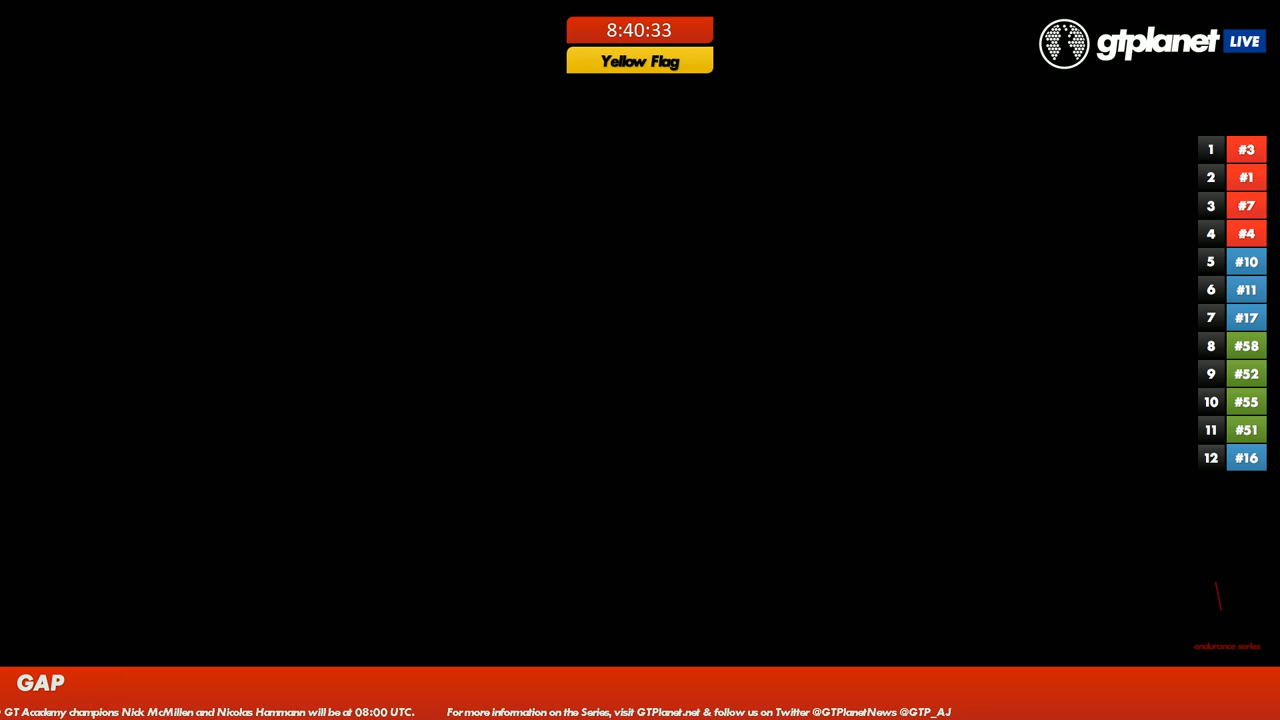 8:40:33
Yellow Flag
gtplanet LIVE
1 #3
2 #1
3 #7
4 #4
5 #10
6 #11
7 #17
8 #58
9 #52
10 #55
11 #51
12 #16
endurance series
GAP
GT Academy champions Nick McMillen and Nicolas Hammann will be at 08:00 UTC. For more information on the Series, visit GTPlanet.net & follow us on Twitter @GTPlanetNews @GTP_AJ